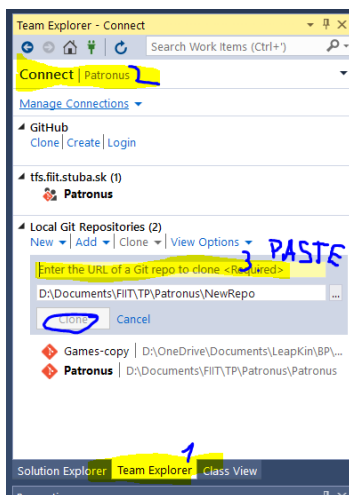 Team Explorer - Connect
Search Work Items (Ctrl+')
Connect | Patronus 2
Manage Connections
GitHub
Clone | Create | Login
tfs.fiit.stuba.sk (1)
Patronus
Local Git Repositories (2)
New | Add | Clone | View Options
3. PASTE
Enter the URL of a Git repo to clone <Required>
D:\Documents\FIIT\TP\Patronus\NewRepo ...
Clone Cancel
Games-copy | D:\OneDrive\Documents\LeapKin\BP\...
Patronus | D:\Documents\FIIT\TP\Patronus\Patronus
1
Solution Explorer Team Explorer Class View